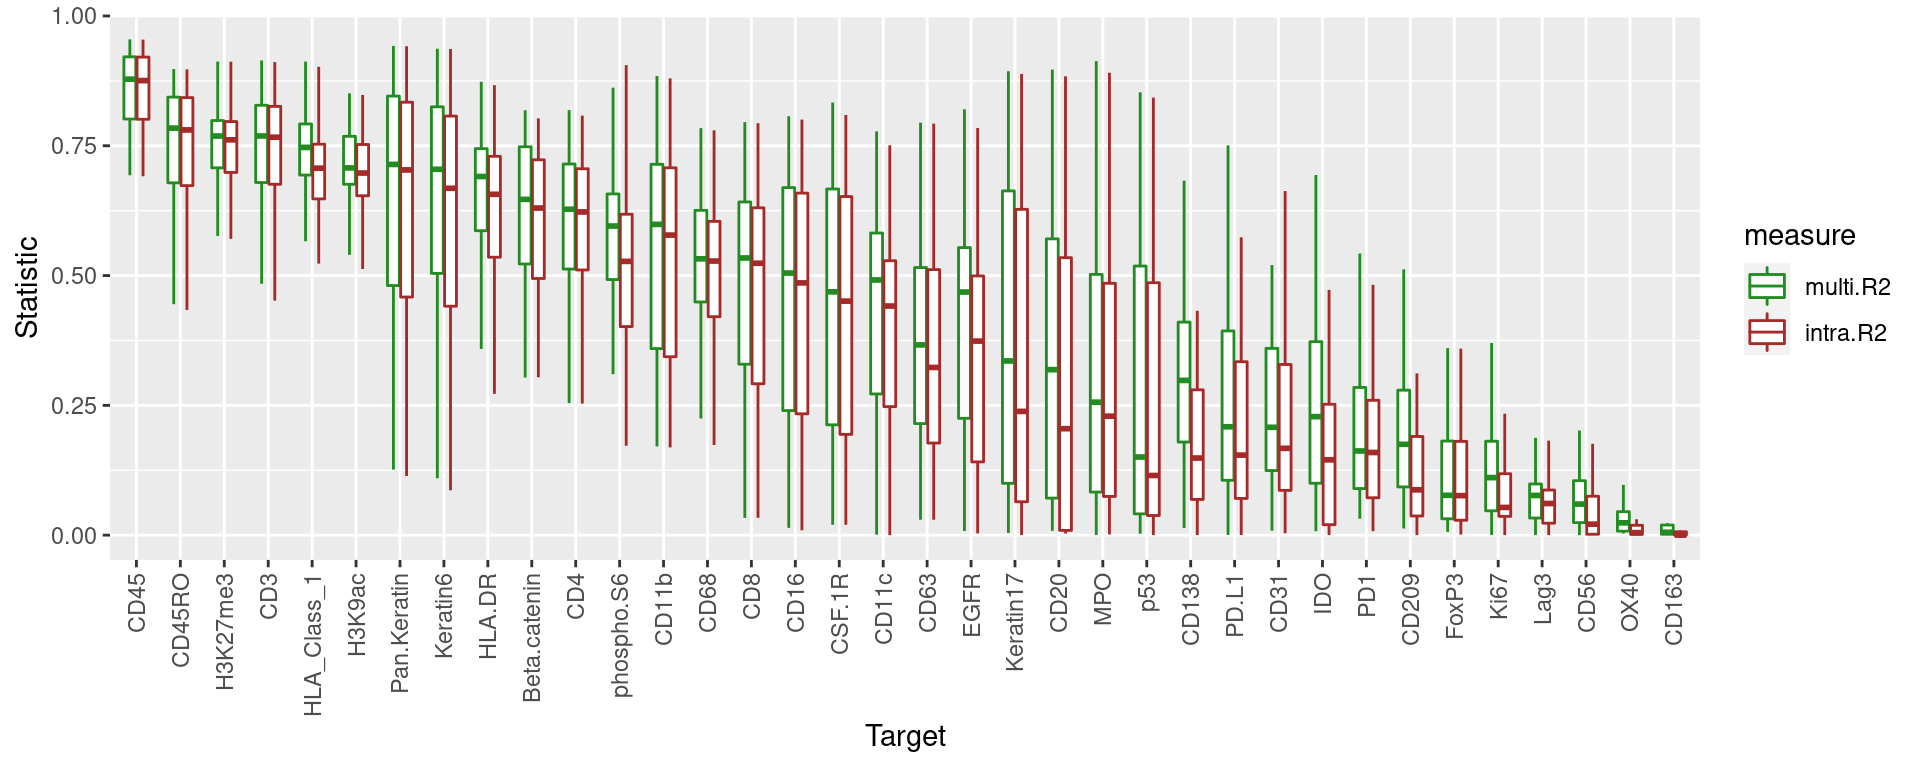 1.00
0.75
0.50
0.25
0.00
Statistic
CD45
CD45RO
H3K27me3
CD3
HLA_Class_1
H3K9ac
Pan.Keratin
Keratin6
HLA.DR
Beta.catenin
CD4
phospho.S6
CD11b
CD68
CD8
CD16
CSF.1R
CD11c
CD63
EGFR
Keratin17
CD20
MPO
p53
CD138
PD.L1
CD31
IDO
PD1
CD209
FoxP3
Ki67
Lag3
CD56
OX40
CD163
Target
measure
multi.R2
intra.R2